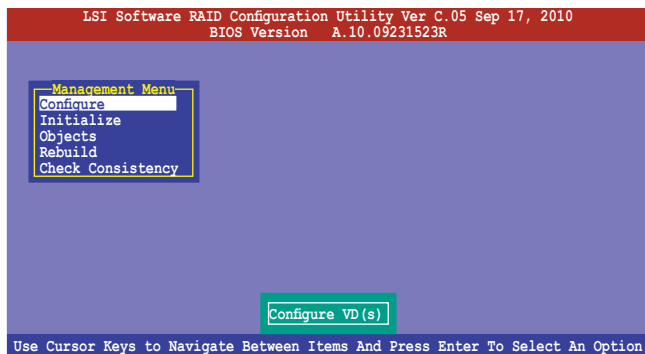 LSI Software RAID Configuration Utility Ver C.05 Sep 17, 2010
BIOS Version A.10.09231523R
Management Menu
Configure
Initialize
Objects
Rebuild
Check Consistency
Configure VD(s)
Use Cursor Keys to Navigate Between Items And Press Enter To Select An Option